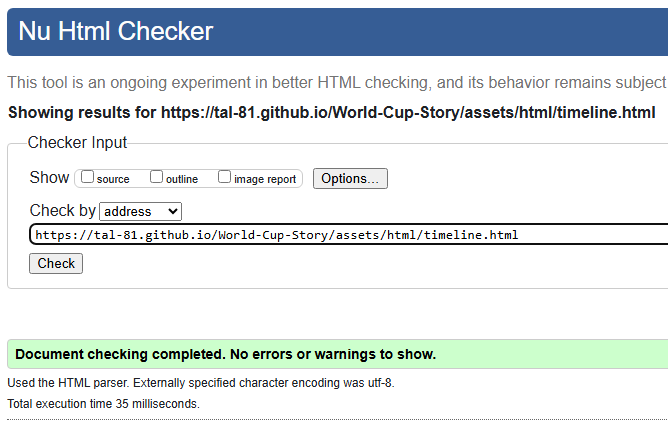 Nu Html Checker
This tool is an ongoing experiment in better HTML checking, and its behavior remains subject
Showing results for https://tal-81.github.io/World-Cup-Story/assets/html/timeline.html
Checker Input
Show source outline image report Options...
Check by address
https://tal-81.github.io/World-Cup-Story/assets/html/timeline.html
Check
Document checking completed. No errors or warnings to show.
Used the HTML parser. Externally specified character encoding was utf-8.
Total execution time 35 milliseconds.